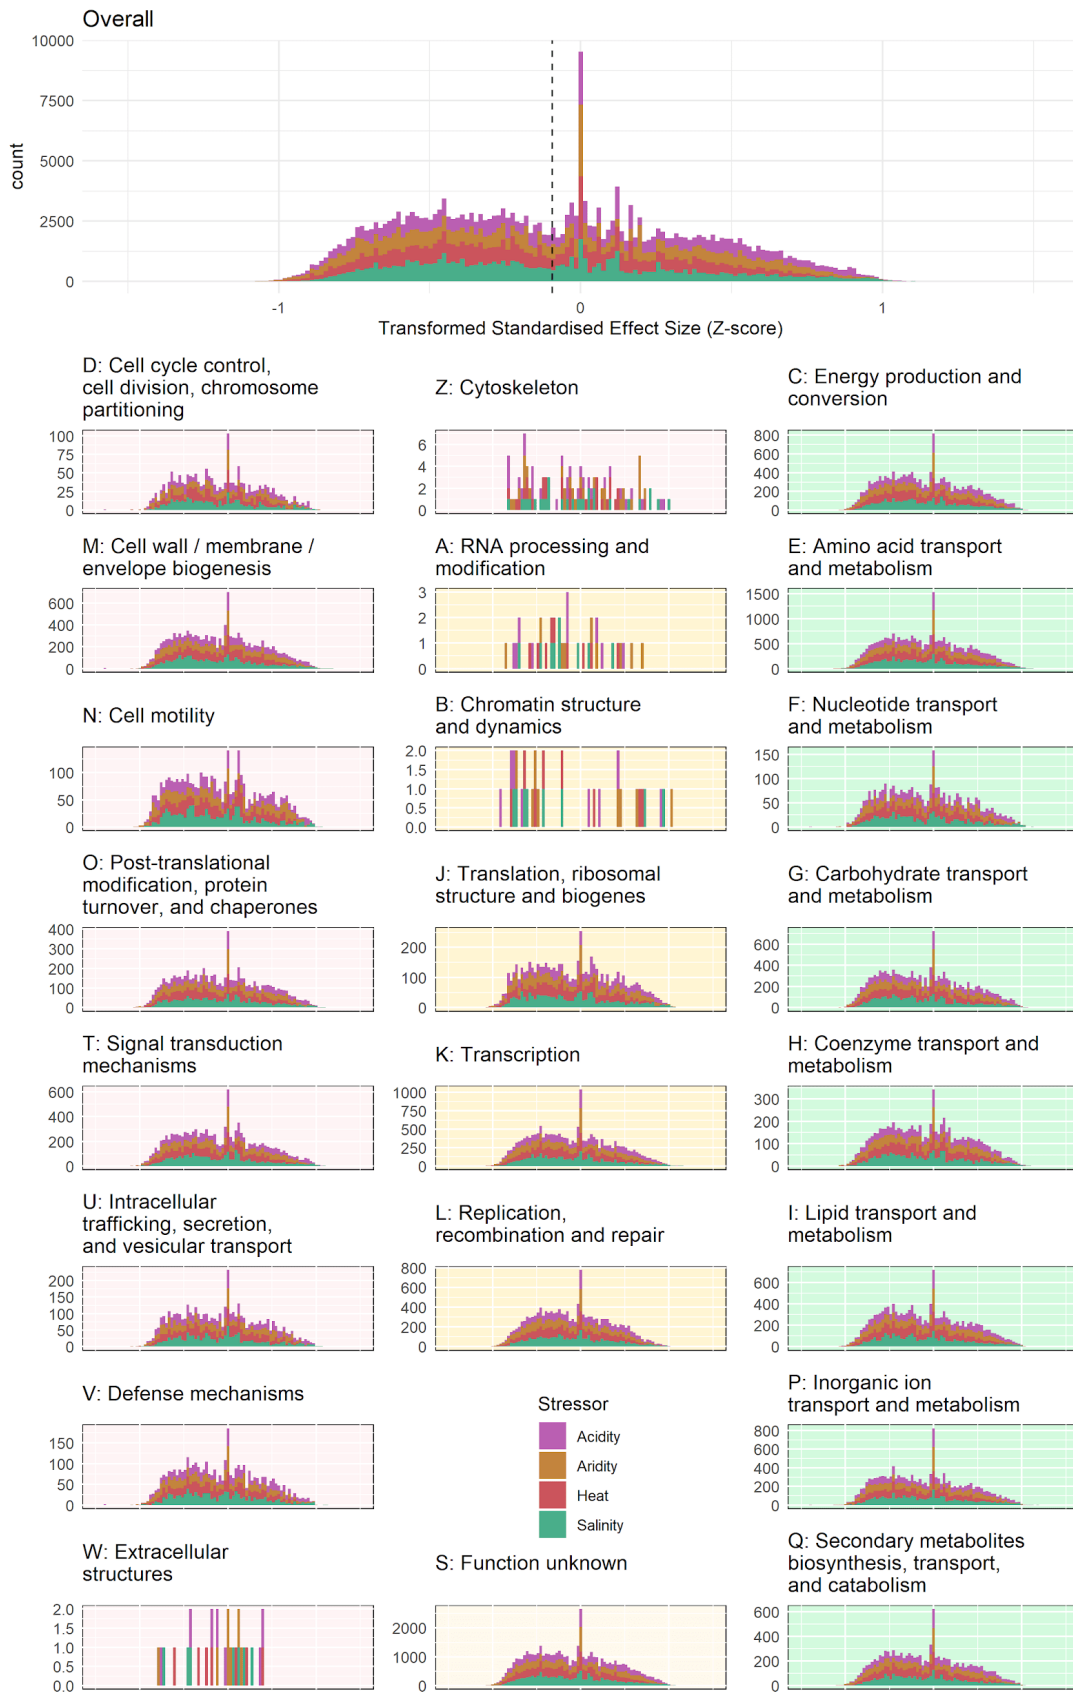 Overall
10000
7500
5000
2500
0
count
-1
0
1
Transformed Standardised Effect Size (Z-score)
D: Cell cycle control,
cell division, chromosome
partitioning
100
75
50
25
0
Z: Cytoskeleton
6
4
2
0
C: Energy production and
conversion
800
600
400
200
0
M: Cell wall / membrane /
envelope biogenesis
600
400
200
0
A: RNA processing and
modification
3
2
1
0
E: Amino acid transport
and metabolism
1500
1000
500
0
N: Cell motility
100
50
0
B: Chromatin structure
and dynamics
2.0
1.5
1.0
0.5
0.0
F: Nucleotide transport
and metabolism
150
100
50
0
O: Post-translational
modification, protein
turnover, and chaperones
400
300
200
100
0
J: Translation, ribosomal
structure and biogenes
200
100
0
G: Carbohydrate transport
and metabolism
600
400
200
0
T: Signal transduction
mechanisms
600
400
200
0
K: Transcription
1000
750
500
250
0
H: Coenzyme transport and
metabolism
300
200
100
0
U: Intracellular
trafficking, secretion,
and vesicular transport
200
150
100
50
0
L: Replication,
recombination and repair
800
600
400
200
0
I: Lipid transport and
metabolism
600
400
200
0
V: Defense mechanisms
150
100
50
0
Stressor
Acidity
Aridity
Heat
Salinity
P: Inorganic ion
transport and metabolism
800
600
400
200
0
W: Extracellular
structures
2.0
1.5
1.0
0.5
0.0
S: Function unknown
2000
1000
0
Q: Secondary metabolites
biosynthesis, transport,
and catabolism
600
400
200
0